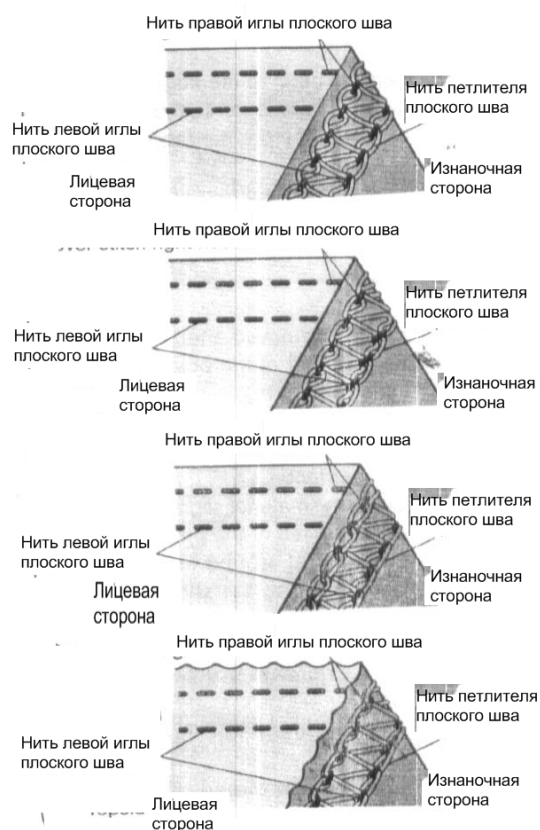 Нить правой иглы плоского шва
Нить петлителя
плоского шва
Нить левой иглы
плоского шва
Лицевая
сторона
Изнаночная
сторона
Нить правой иглы плоского шва
Нить петлителя
плоского шва
Нить левой иглы
плоского шва
Лицевая
сторона
Изнаночная
сторона
Нить правой иглы плоского шва
Нить петлителя
плоского шва
Нить левой иглы
плоского шва
Изнаночная
сторона
Лицевая
сторона
Нить правой иглы плоского шва
Нить петлителя
плоского шва
Нить левой иглы
плоского шва
Изнаночная
сторона
Лицевая
сторона